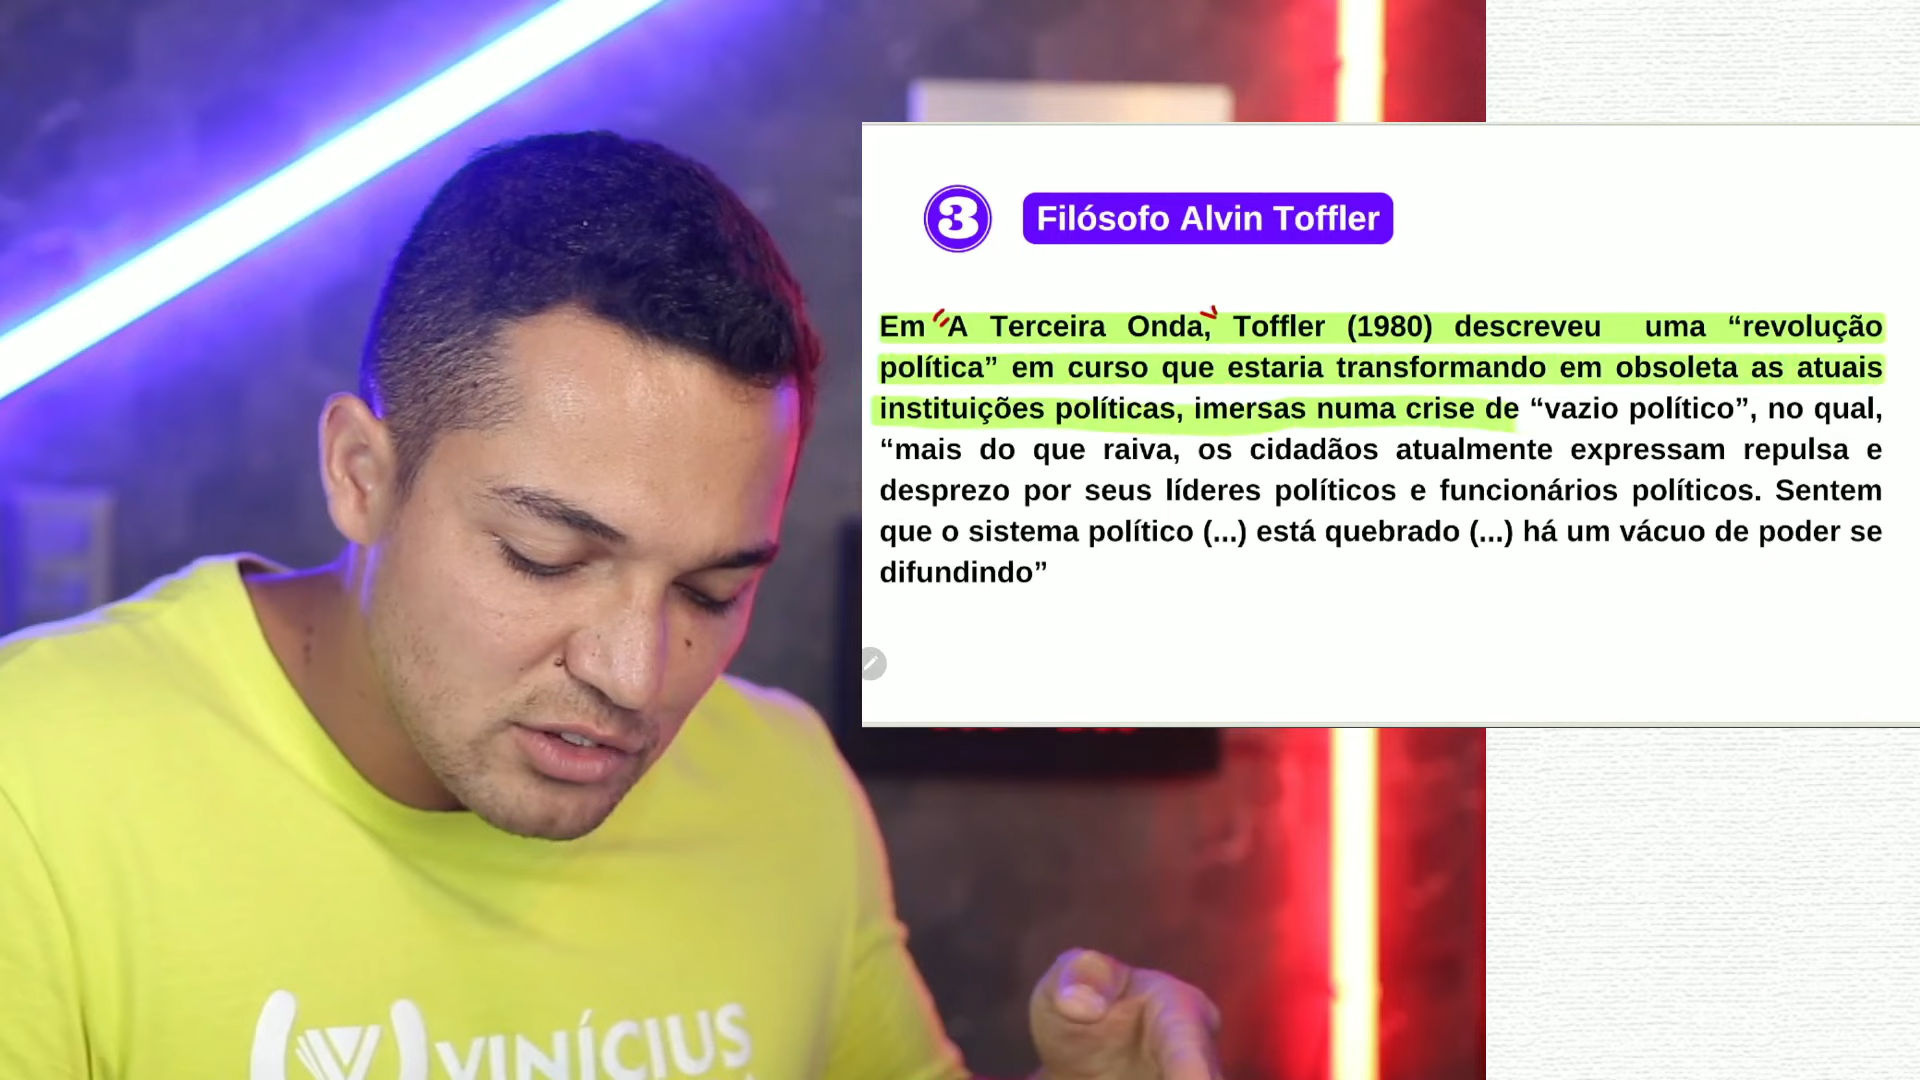 3 Filósofo Alvin Toffler
Em "A Terceira Onda," Toffler (1980) descreveu uma “revolução
política” em curso que estaria transformando em obsoleta as atuais
instituições políticas, imersas numa crise de “vazio político”, no qual,
“mais do que raiva, os cidadãos atualmente expressam repulsa e
desprezo por seus líderes políticos e funcionários políticos. Sentem
que o sistema político (...) está quebrado (...) há um vácuo de poder se
difundindo”
VINÍCIUS